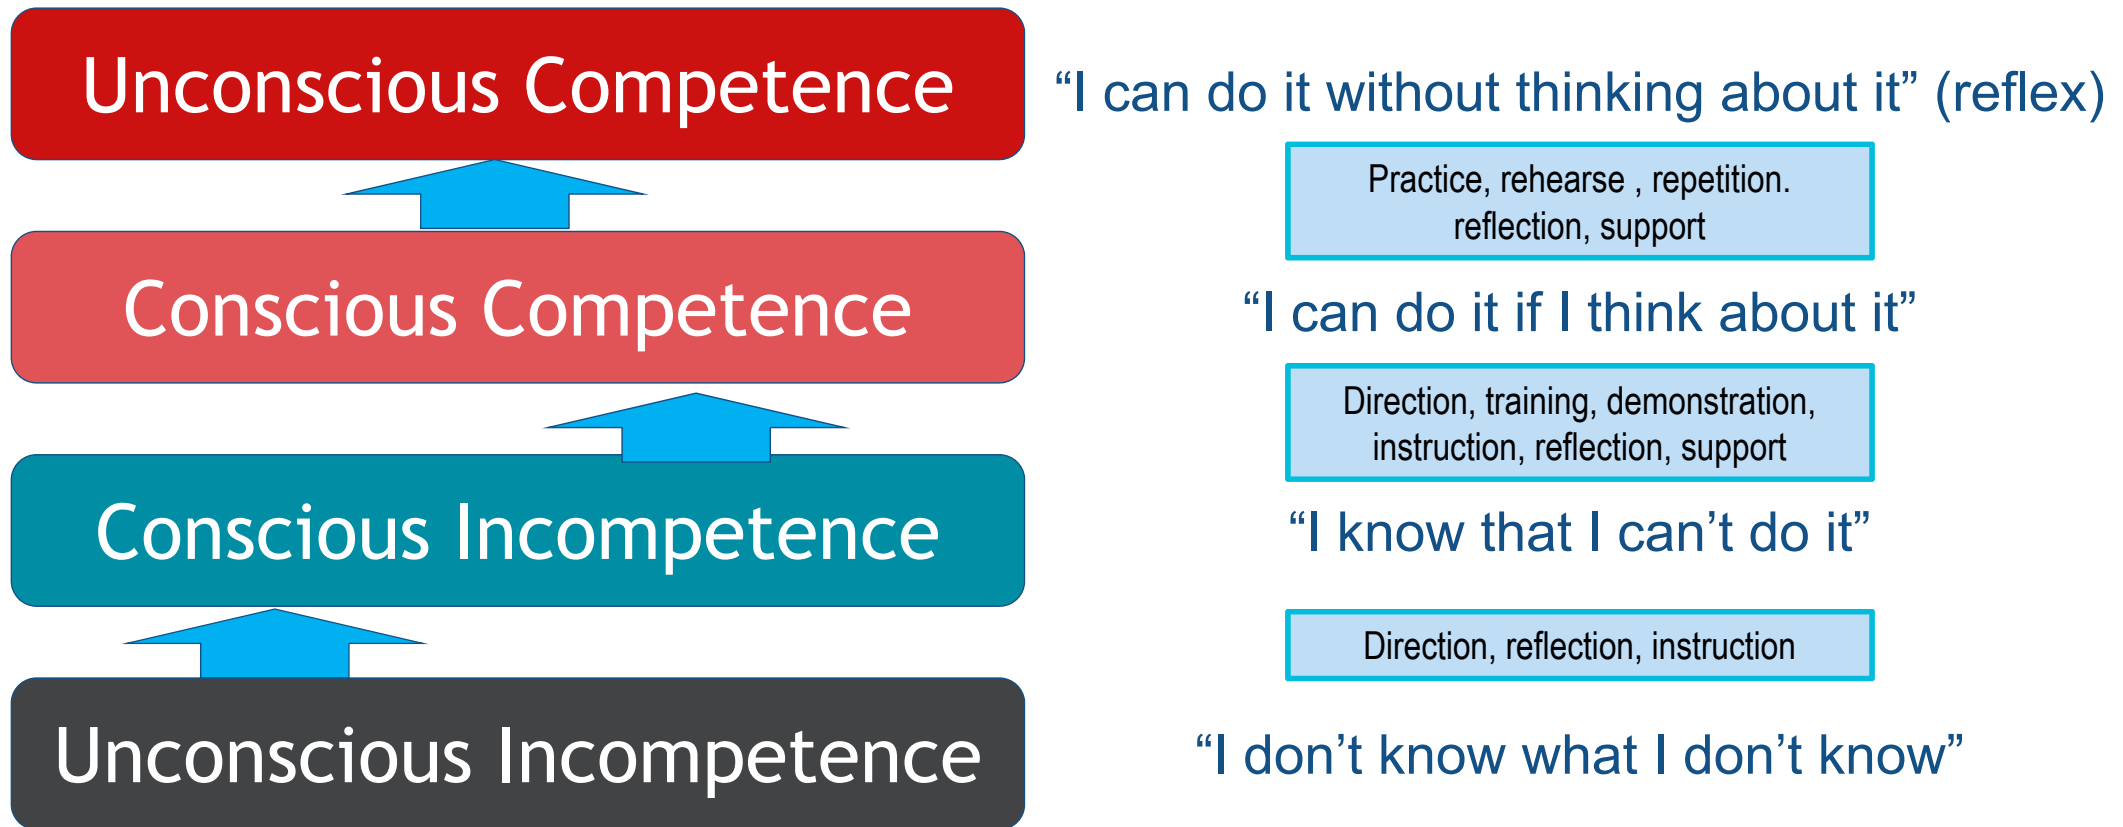 Unconscious Competence
“I can do it without thinking about it” (reflex)
Practice, rehearse , repetition.
reflection, support
Conscious Competence
“I can do it if I think about it”
Direction, training, demonstration,
instruction, reflection, support
Conscious Incompetence
“I know that I can’t do it”
Direction, reflection, instruction
Unconscious Incompetence
“I don’t know what I don’t know”